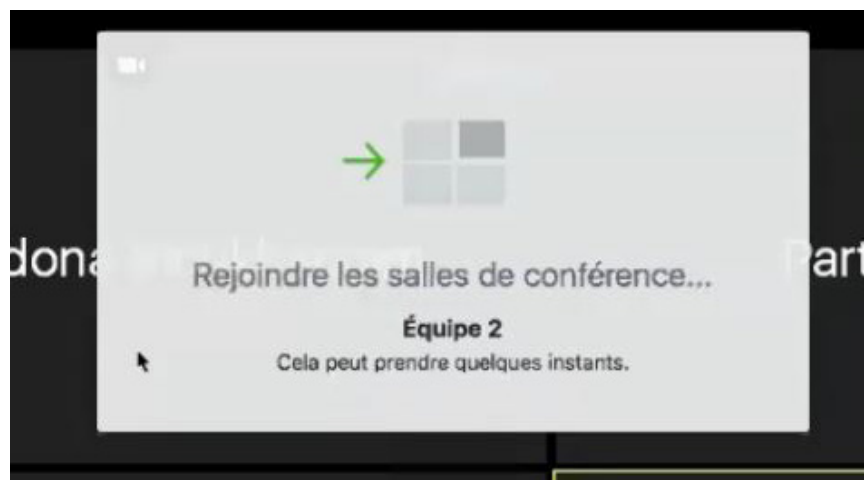 Rejoindre les salles de conférence...
Équipe 2
Cela peut prendre quelques instants.